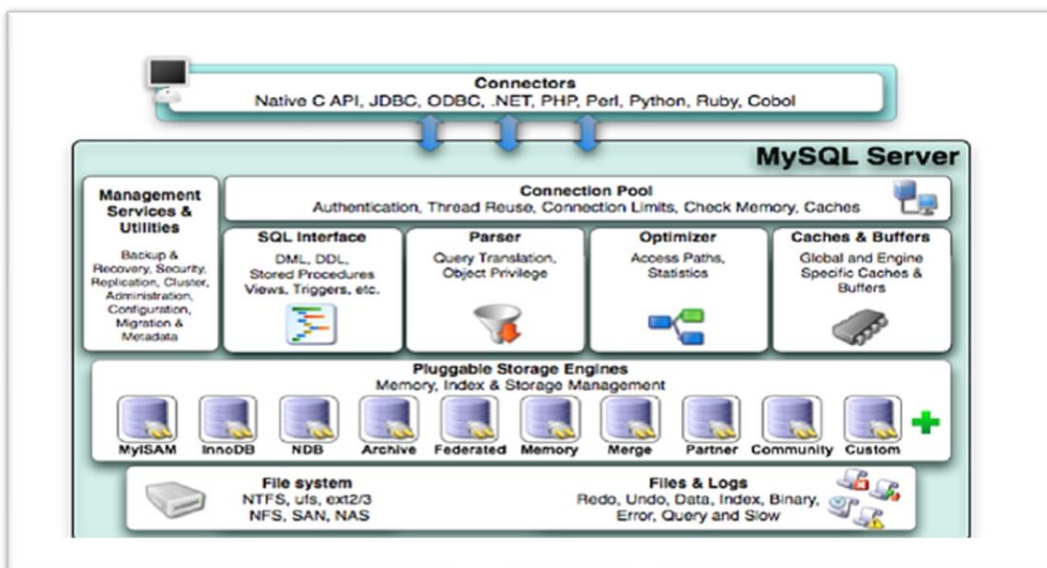 Connectors
Native C API, JDBC, ODBC, .NET, PHP, Perl, Python, Ruby, Cobol
MySQL Server
Management
Services &
Utilities
Backup &
Recovery, Security,
Replication, Cluster,
Administration,
Configuration,
Migration &
Metadata
Connection Pool
Authentication, Thread Reuse, Connection Limits, Check Memory, Caches
SQL Interface
DML, DDL,
Stored Procedures
Views, Triggers, etc.
Parser
Query Translation,
Object Privilege
Optimizer
Access Paths,
Statistics
Caches & Buffers
Global and Engine
Specific Caches &
Buffers
Pluggable Storage Engines
Memory, Index & Storage Management
MyISAM InnoDB NDB Archive Federated Memory Merge Partner Community Custom
File system
NTFS, ufs, ext2/3
NFS, SAN, NAS
Files & Logs
Redo, Undo, Data, Index, Binary,
Error, Query and Slow